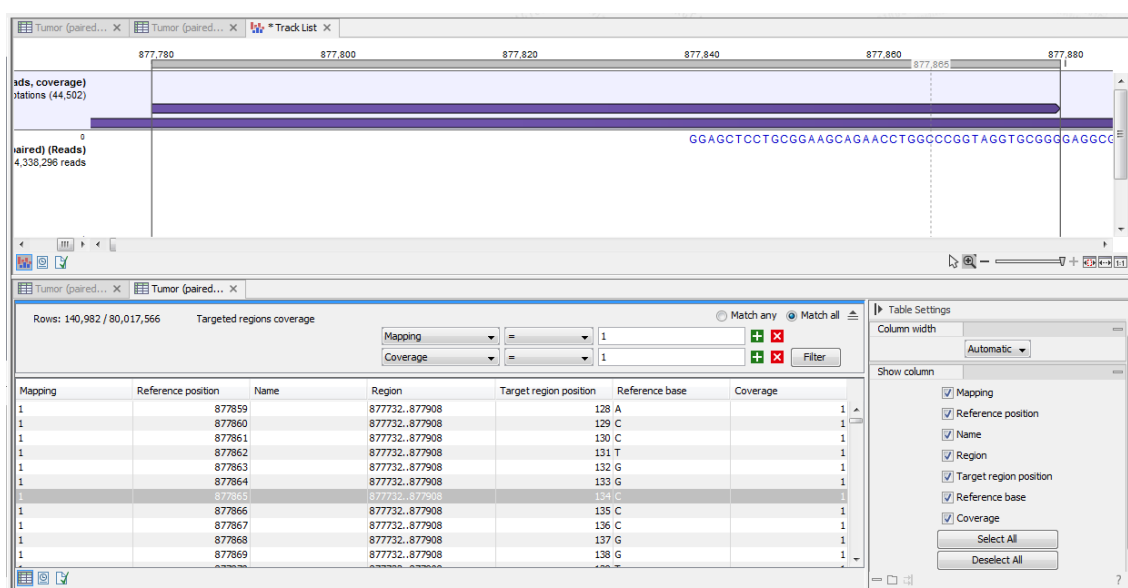 Tumor (paired... Tumor (paired... * Track List
877,780 877,800 877,820 877,840 877,860 877,880
877,865
ads, coverage)
otations (44,502)
0
GGAGCTCCTGCGGAAGCAGAACCTGGCCCGGTAGGTGCGGGGAGGCG
aired) (Reads)
4,338,296 reads
Tumor (paired... Tumor (paired...
Rows: 140,982 / 80,017,566 Targeted regions coverage Match any Match all
Mapping = 1
Coverage = 1 Filter
Mapping Reference position Name Region Target region position Reference base Coverage
1 877859 877732..877908 128 A 1
1 877860 877732..877908 129 C 1
1 877861 877732..877908 130 C 1
1 877862 877732..877908 131 T 1
1 877863 877732..877908 132 G 1
1 877864 877732..877908 133 G 1
1 877865 877732..877908 134 C 1
1 877866 877732..877908 135 C 1
1 877867 877732..877908 136 C 1
1 877868 877732..877908 137 G 1
1 877869 877732..877908 138 G 1
Table Settings
Column width
Automatic
Show column
Mapping
Reference position
Name
Region
Target region position
Reference base
Coverage
Select All
Deselect All
1:1
?